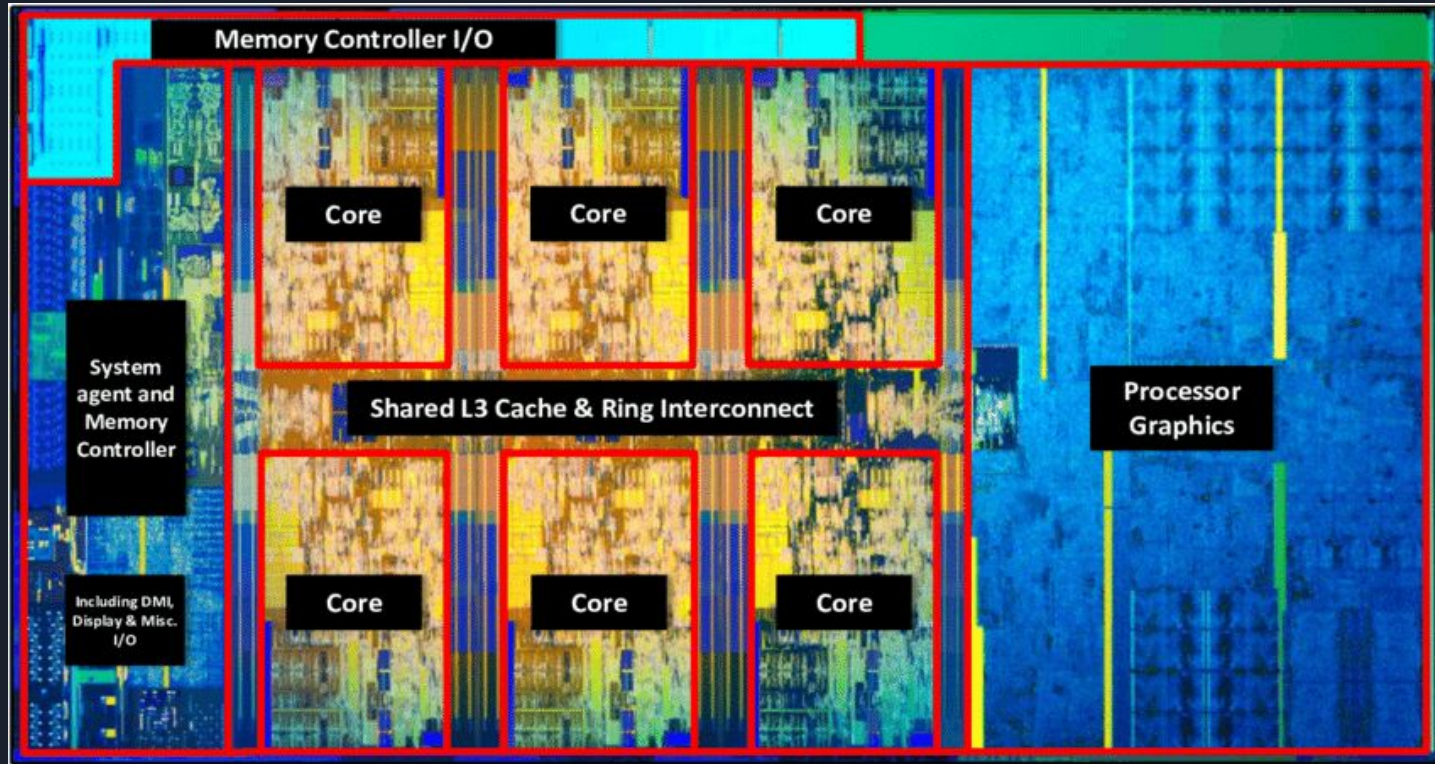 Memory Controller I/O
Core
Core
Core
System
agent and
Memory
Controller
Shared L3 Cache & Ring Interconnect
Processor
Graphics
Including DMI,
Display & Misc.
I/O
Core
Core
Core